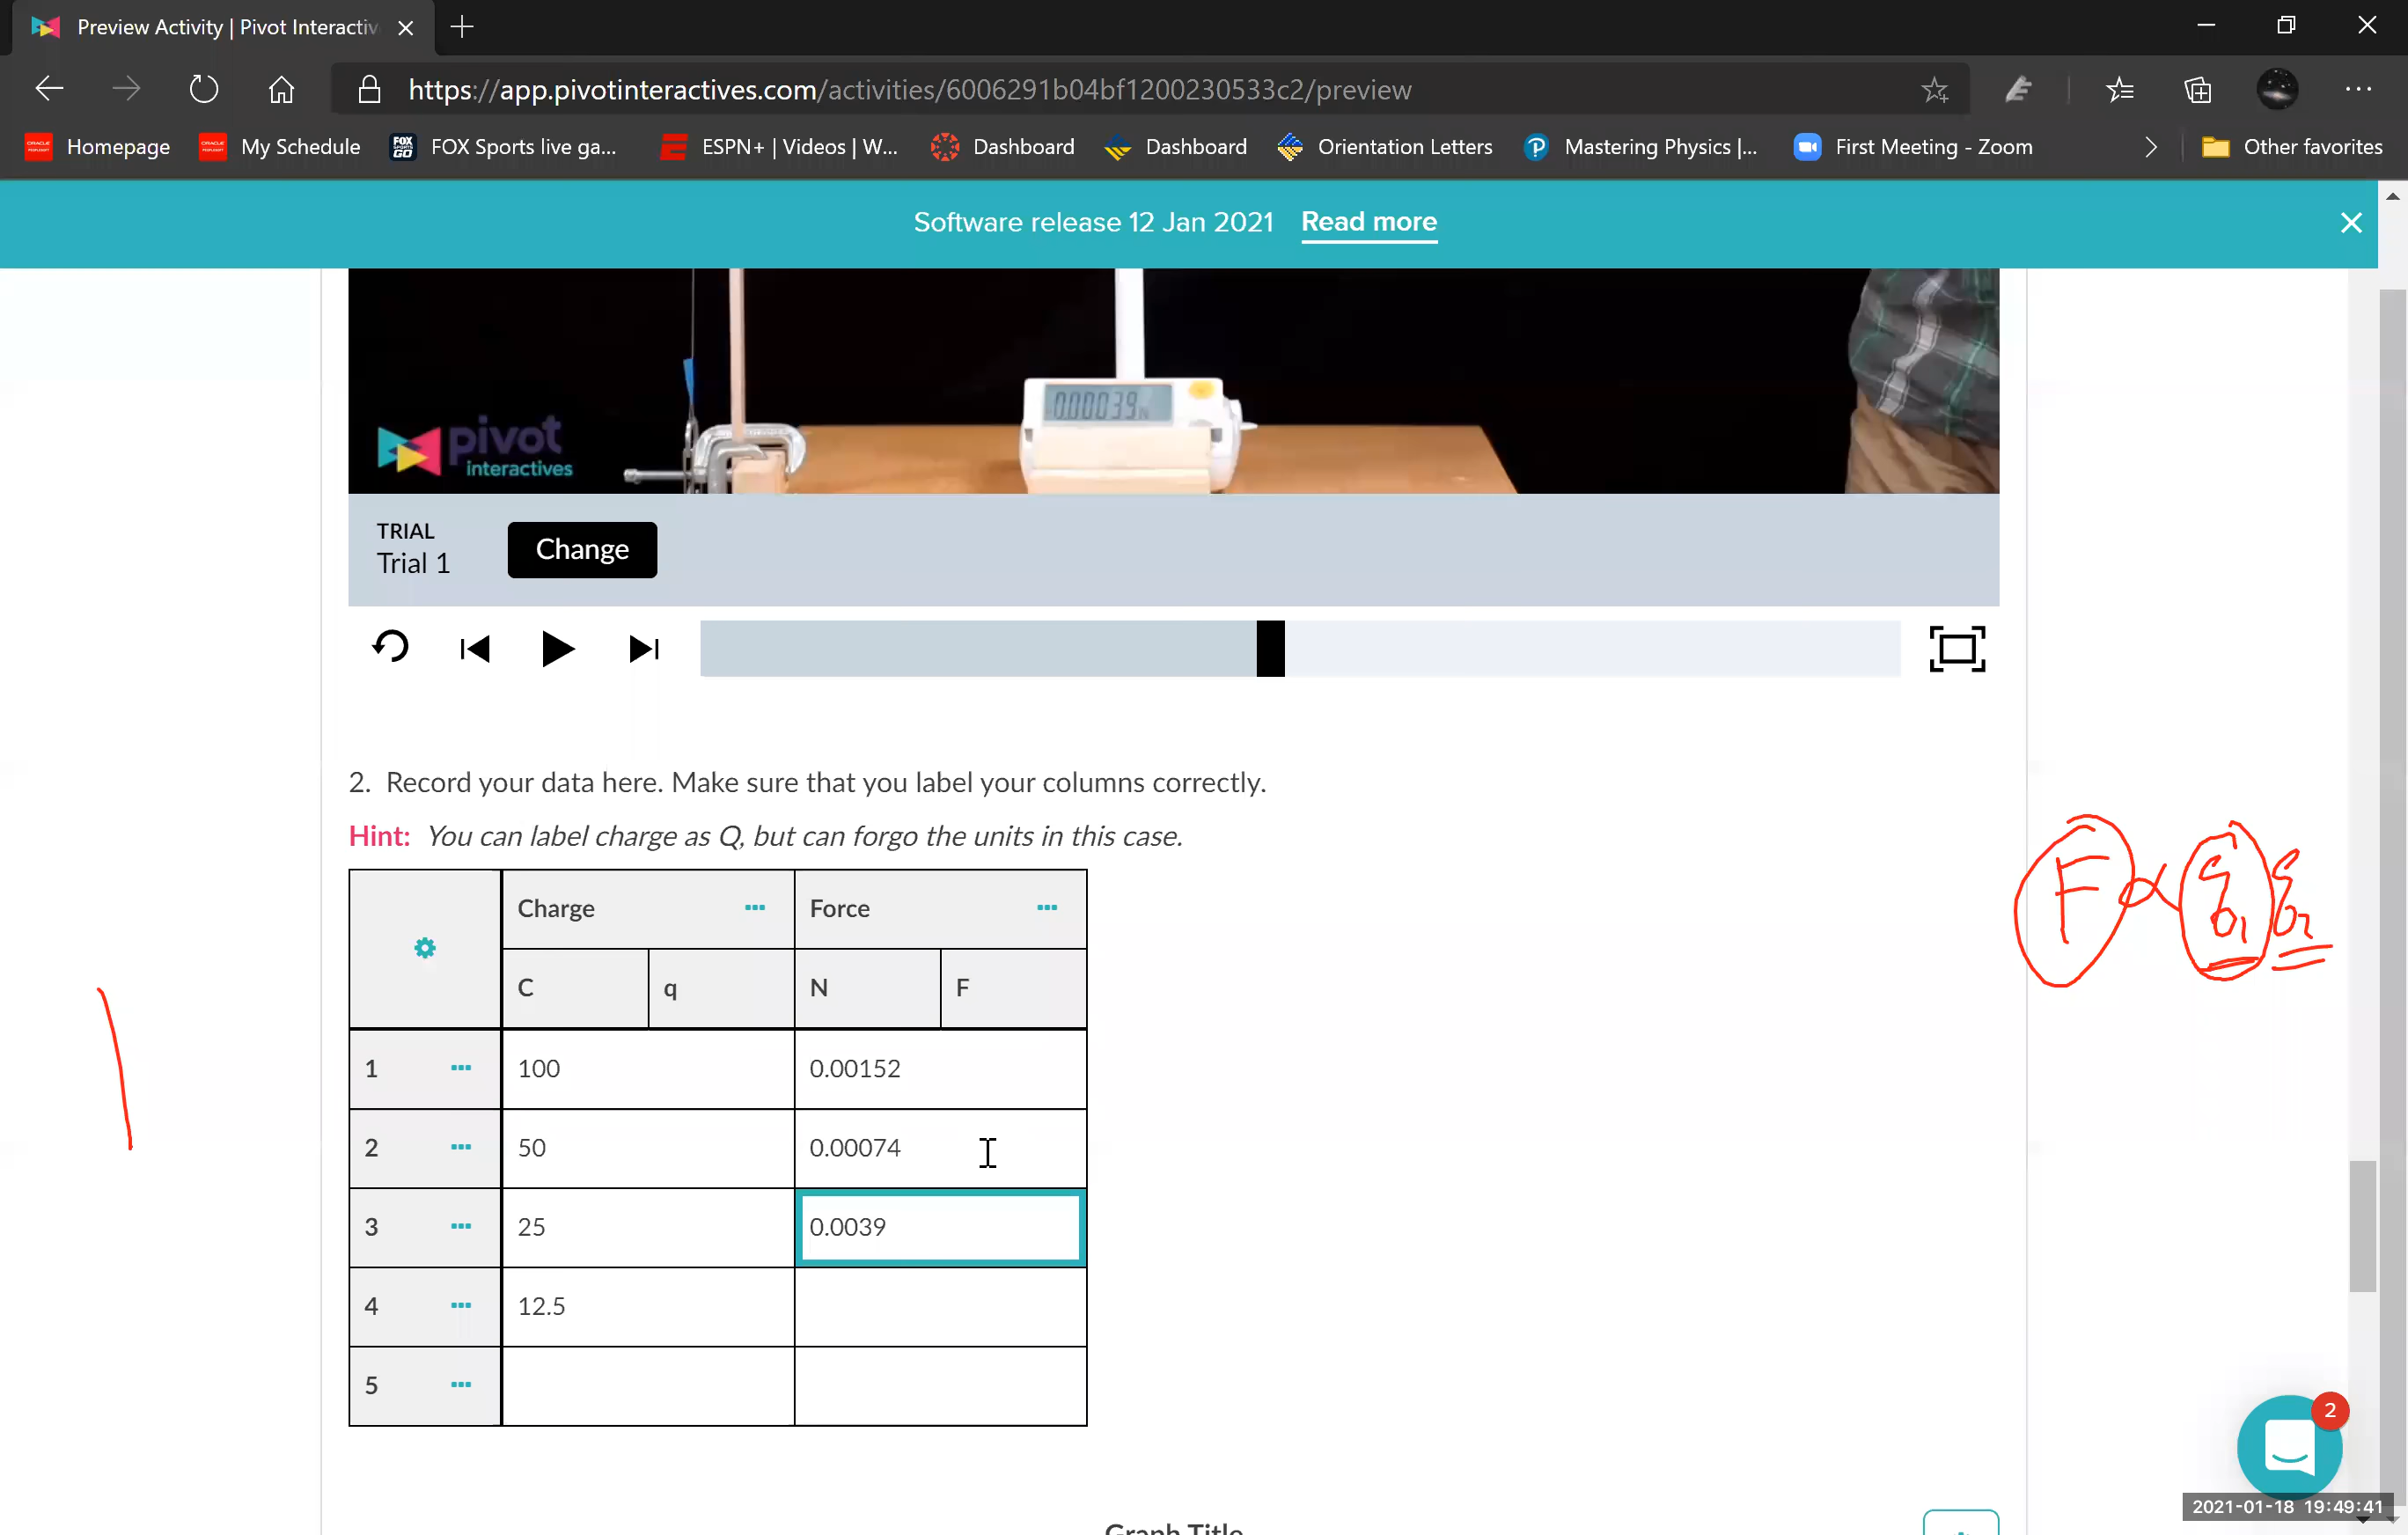 Preview Activity | Pivot Interactiv
https://app.pivotinteractives.com/activities/6006291b04bf1200230533c2/preview
Homepage My Schedule FOX Sports live ga... ESPN+ | Videos | W... Dashboard Dashboard Orientation Letters Mastering Physics |... First Meeting - Zoom Other favorites
Software release 12 Jan 2021 Read more
0.00039
pivot
interactives
TRIAL
Trial 1
Change
2. Record your data here. Make sure that you label your columns correctly.
Hint: You can label charge as Q, but can forgo the units in this case.
F ∝ q₁ q₂
Charge Force
C q N F
1 100 0.00152
2 50 0.00074
3 25 0.0039
4 12.5
5
2
2021-01-18 19:49:41
Graph Title